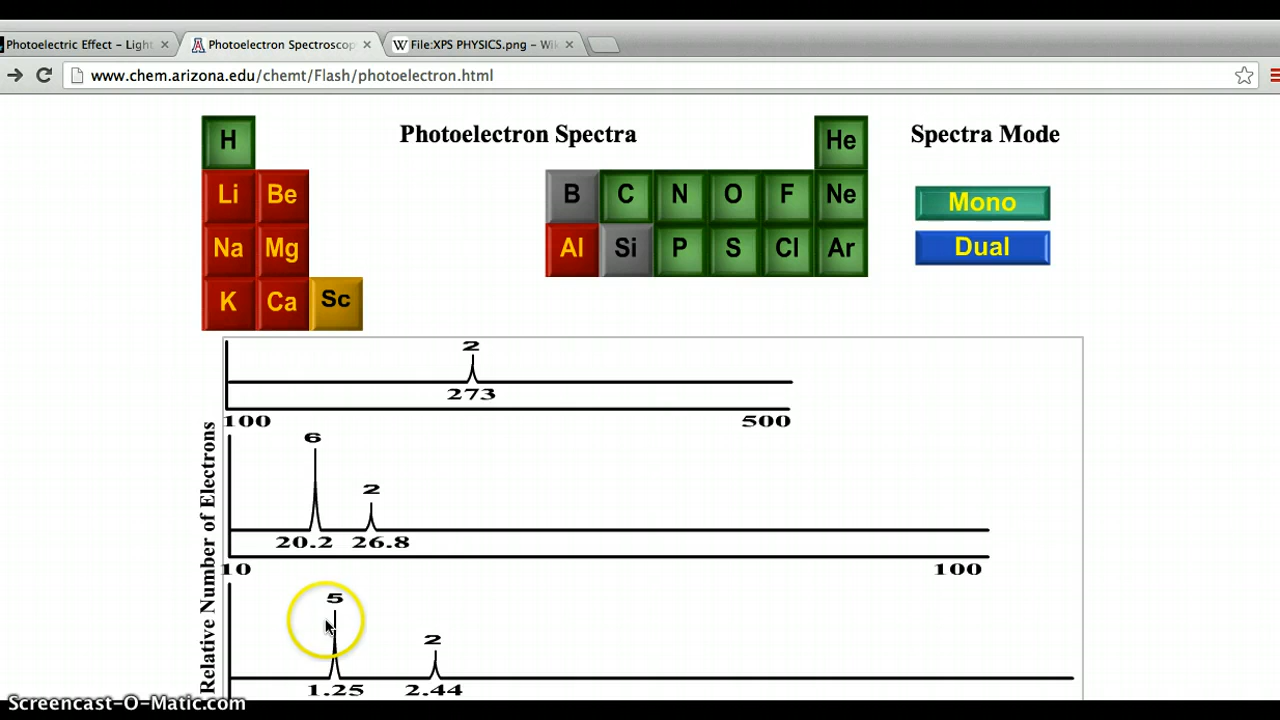 Photoelectric Effect – Ligh
Photoelectron Spectroscop
File:XPS PHYSICS.png – Wik
www.chem.arizona.edu/chemt/Flash/photoelectron.html
Photoelectron Spectra
Spectra Mode
H He
Li Be B C N O F Ne
Mono
Na Mg Al Si P S Cl Ar
Dual
K Ca Sc
2
273
100 500
6
2
20.2 26.8
10 100
5
2
1.25 2.44
Relative Number of Electrons
Screencast-O-Matic.com